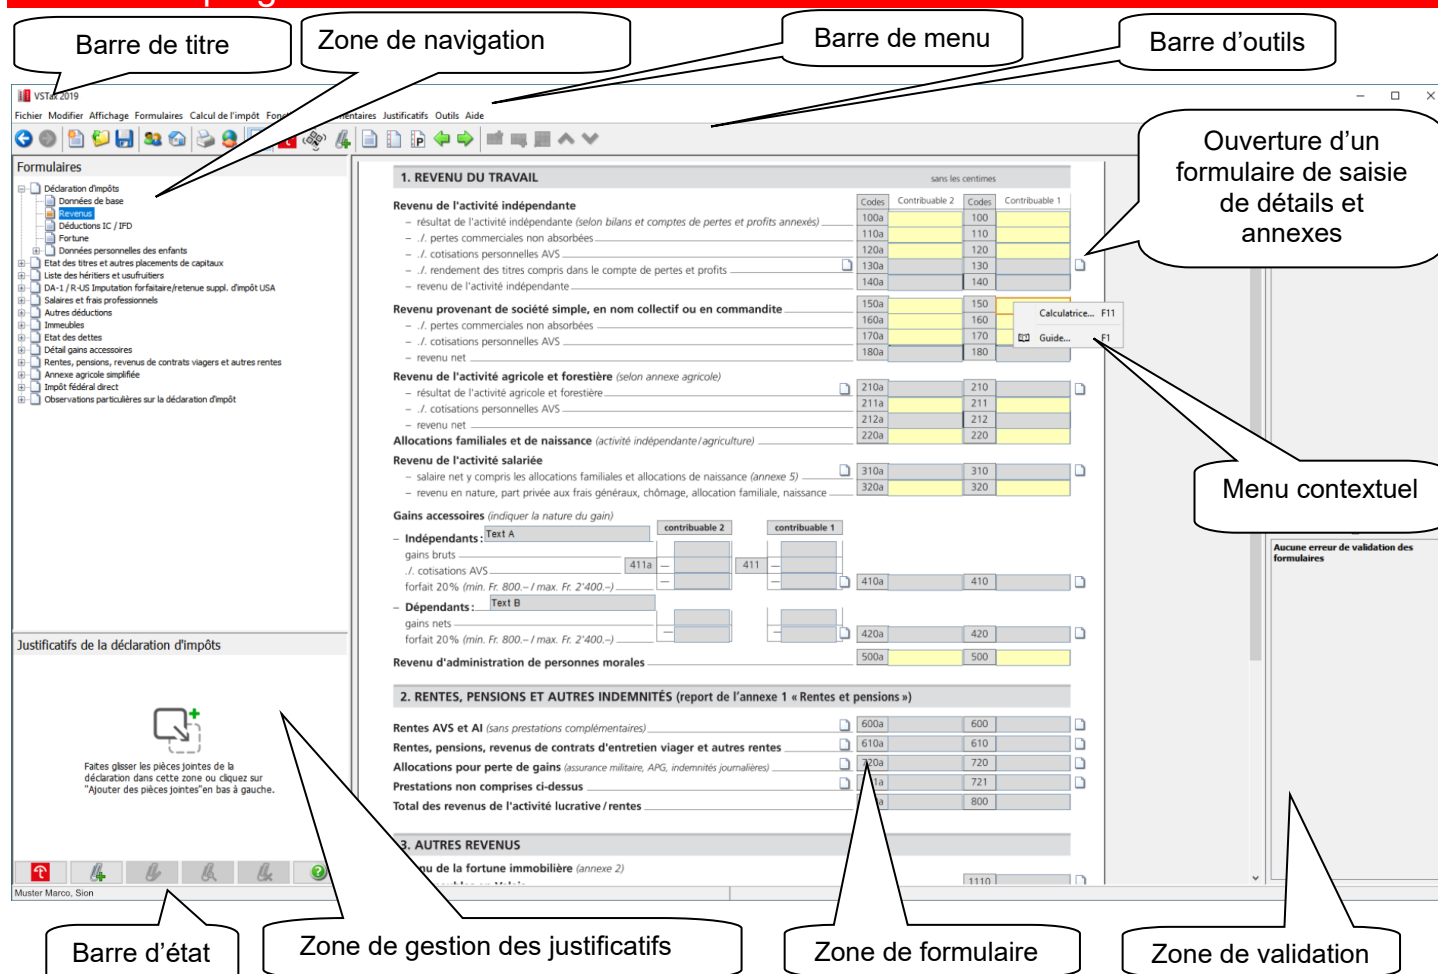 Barre de titre
Zone de navigation
Barre de menu
Barre d'outils
VSTax 2019
Fichier Modifier Affichage Formulaires Calcul de l'impôt Justificatifs Outils Aide
Ouverture d'un
formulaire de saisie
de détails et
annexes
Formulaires
Déclaration d'impôts
Données de base
Revenus
Déductions IC / IFD
Fortune
Données personnelles des enfants
Etat des titres et autres placements de capitaux
Liste des héritiers et usufruitiers
DA-1 / R-US Imputation forfaitaire/retenue suppl. d'impôt USA
Salaires et frais professionnels
Autres déductions
Immeubles
Etat des dettes
Détail gains accessoires
Rentes, pensions, revenus de contrats viagers et autres rentes
Annexe agricole simplifiée
Impôt fédéral direct
Observations particulières sur la déclaration d'impôt
1. REVENU DU TRAVAIL sans les centimes
Codes Contribuable 2 Codes Contribuable 1
Revenu de l'activité indépendante
– résultat de l'activité indépendante (selon bilans et comptes de pertes et profits annexés) 100a 100
– ./. pertes commerciales non absorbées 110a 110
– ./. cotisations personnelles AVS 120a 120
– ./. rendement des titres compris dans le compte de pertes et profits 130a 130
– revenu de l'activité indépendante 140a 140
Revenu provenant de société simple, en nom collectif ou en commandite 150a 150
– ./. pertes commerciales non absorbées 160a 160
– ./. cotisations personnelles AVS 170a 170
– revenu net 180a 180
Calculatrice... F11
Guide... F1
Revenu de l'activité agricole et forestière (selon annexe agricole)
– résultat de l'activité agricole et forestière 210a 210
– ./. cotisations personnelles AVS 211a 211
– revenu net 212a 212
Allocations familiales et de naissance (activité indépendante/agriculture) 220a 220
Revenu de l'activité salariée
– salaire net y compris les allocations familiales et allocations de naissance (annexe 5) 310a 310
– revenu en nature, part privée aux frais généraux, chômage, allocation familiale, naissance 320a 320
Menu contextuel
Gains accessoires (indiquer la nature du gain)
contribuable 2 contribuable 1
– Indépendants: Text A
gains bruts
./. cotisations AVS 411a – 411 –
forfait 20% (min. Fr. 800.– / max. Fr. 2'400.–) – – 410a 410
– Dépendants: Text B
gains nets
forfait 20% (min. Fr. 800.– / max. Fr. 2'400.–) – – 420a 420
Revenu d'administration de personnes morales 500a 500
Aucune erreur de validation des
formulaires
2. RENTES, PENSIONS ET AUTRES INDEMNITÉS (report de l'annexe 1 « Rentes et pensions »)
Rentes AVS et AI (sans prestations complémentaires) 600a 600
Rentes, pensions, revenus de contrats d'entretien viager et autres rentes 610a 610
Allocations pour perte de gains (assurance militaire, APG, indemnités journalières) 720
Prestations non comprises ci-dessus 721
Total des revenus de l'activité lucrative / rentes 800
3. AUTRES REVENUS
de la fortune immobilière (annexe 2)
1110
Justificatifs de la déclaration d'impôts
Faites glisser les pièces jointes de la
déclaration dans cette zone ou cliquez sur
"Ajouter des pièces jointes"en bas à gauche.
Muster Marco, Sion
Barre d'état
Zone de gestion des justificatifs
Zone de formulaire
Zone de validation